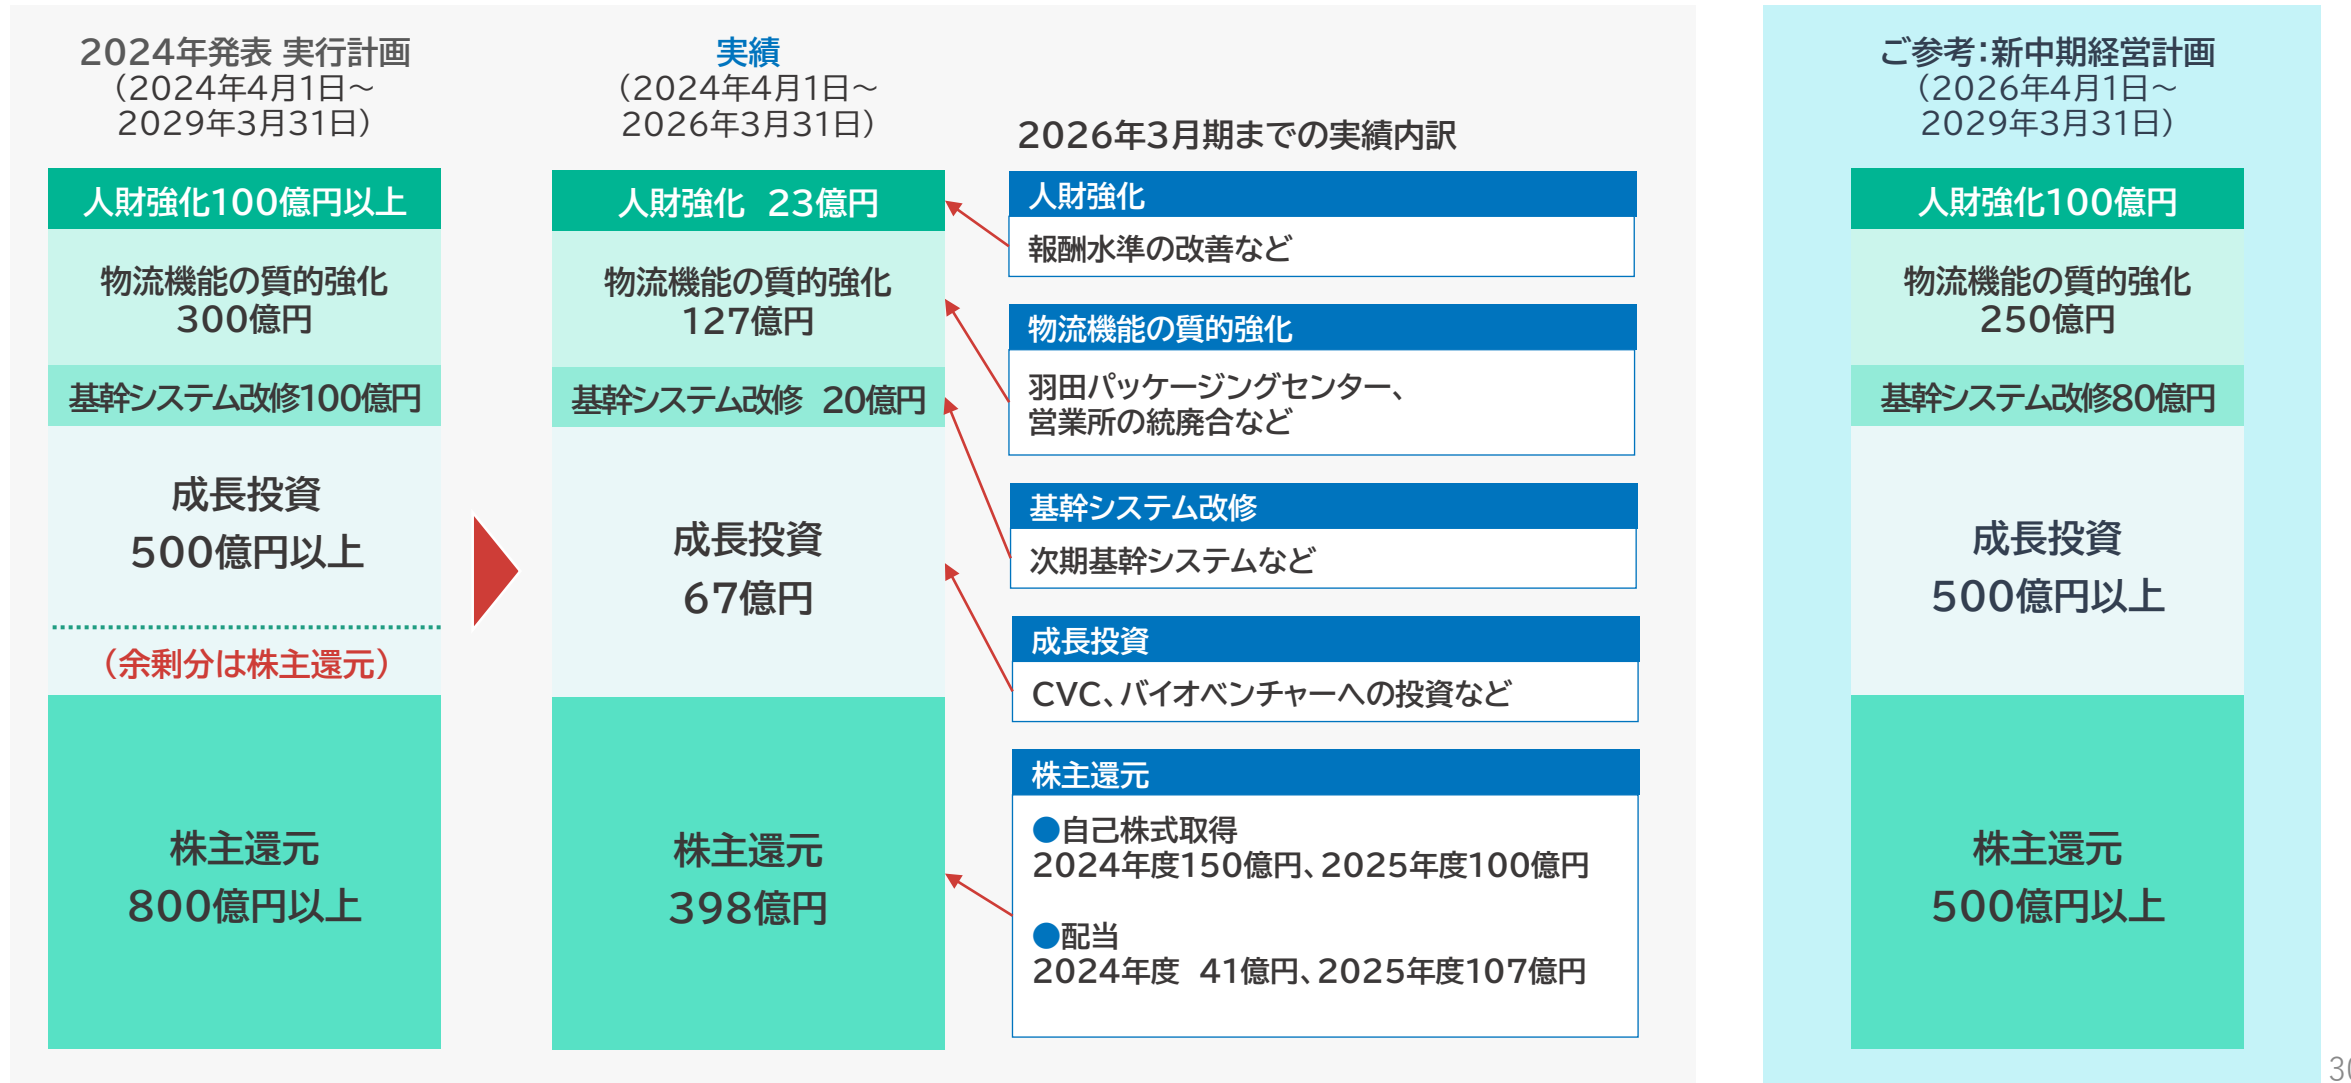 2024年発表 実行計画
（2024年4月1日～
2029年3月31日）
人財強化100億円以上
物流機能の質的強化
300億円
基幹システム改修100億円
成長投資
500億円以上
（余剰分は株主還元）
株主還元
800億円以上
実績
（2024年4月1日～
2026年3月31日）
人財強化 23億円
物流機能の質的強化
127億円
基幹システム改修 20億円
成長投資
67億円
株主還元
398億円
2026年3月期までの実績内訳
人財強化
報酬水準の改善など
物流機能の質的強化
羽田パッケージングセンター、
営業所の統廃合など
基幹システム改修
次期基幹システムなど
成長投資
CVC、バイオベンチャーへの投資など
株主還元
●自己株式取得
2024年度150億円、2025年度100億円
●配当
2024年度 41億円、2025年度107億円
ご参考：新中期経営計画
（2026年4月1日～
2029年3月31日）
人財強化100億円
物流機能の質的強化
250億円
基幹システム改修80億円
成長投資
500億円以上
株主還元
500億円以上